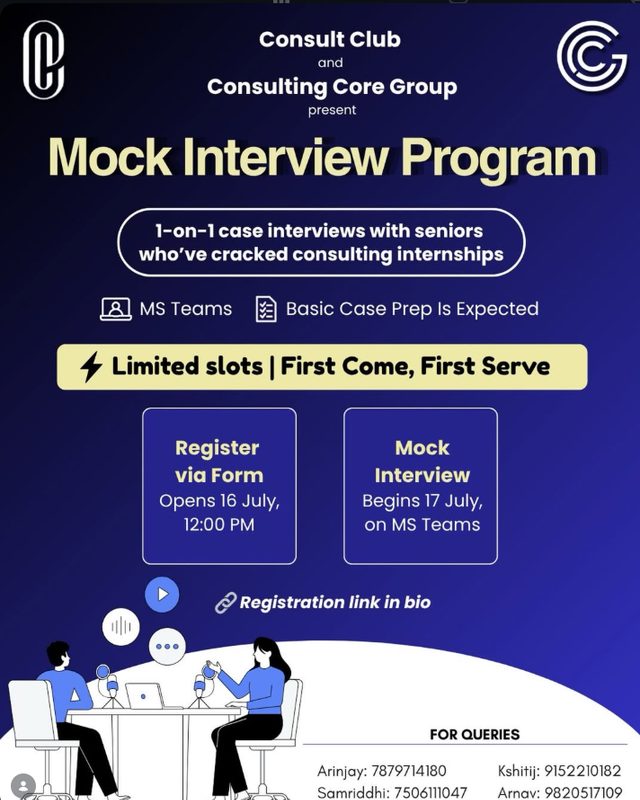 Consult Club
and
Consulting Core Group
present
Mock Interview Program
1-on-1 case interviews with seniors
who've cracked consulting internships
MS Teams
Basic Case Prep Is Expected
Limited slots | First Come, First Serve
Register
via Form
Opens 16 July,
12:00 PM
Mock
Interview
Begins 17 July,
on MS Teams
Registration link in bio
FOR QUERIES
Arinjay: 7879714180
Kshitij: 9152210182
Samriddhi: 7506111047
Arnav: 9820517109